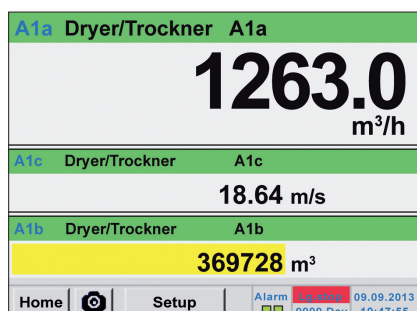 A1a Dryer/Trockner A1a
1263.0
m³/h
A1c Dryer/Trockner A1c
18.64 m/s
A1b Dryer/Trockner A1b
369728 m³
Home Setup Alarm 09.09.2013